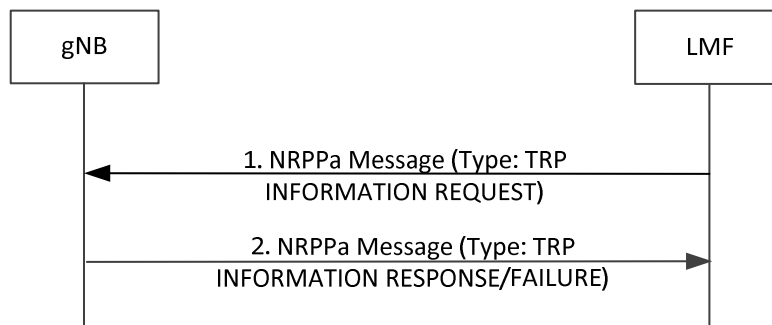 gNB
LMF
1. NRPPa Message (Type: TRP
INFORMATION REQUEST)
2. NRPPa Message (Type: TRP
INFORMATION RESPONSE/FAILURE)